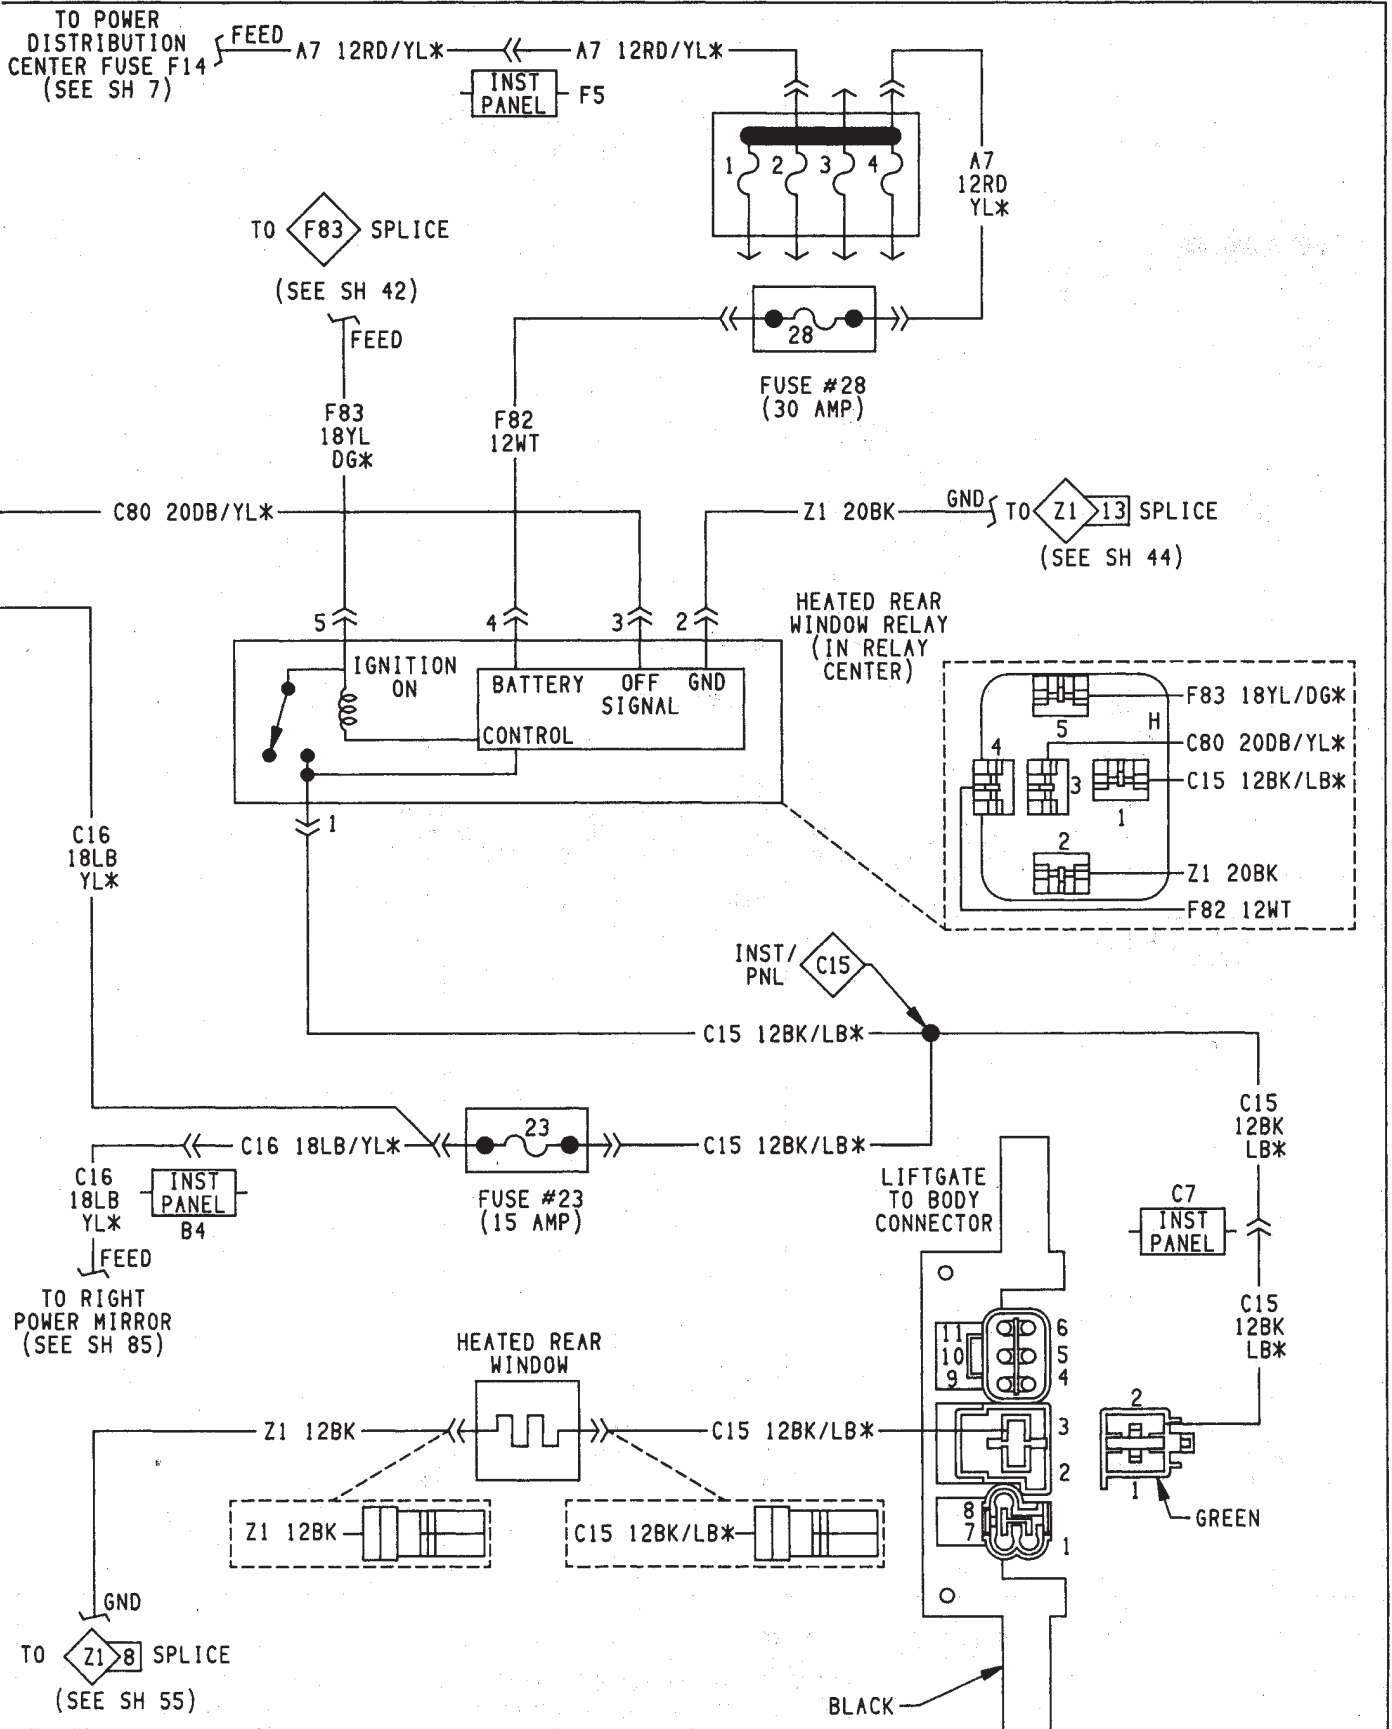 TO POWER
DISTRIBUTION
CENTER FUSE F14
(SEE SH 7)
FEED
A7 12RD/YL*
A7 12RD/YL*
INST
PANEL
F5
1
2
3
4
A7
12RD
YL*
TO F83 SPLICE
(SEE SH 42)
FEED
28
FUSE #28
(30 AMP)
F83
18YL
DG*
F82
12WT
C80 20DB/YL*
Z1 20BK
GND
TO Z1 13 SPLICE
(SEE SH 44)
5
4
3
2
HEATED REAR
WINDOW RELAY
(IN RELAY
CENTER)
IGNITION
ON
BATTERY
OFF
SIGNAL
GND
CONTROL
1
F83 18YL/DG*
H
5
C80 20DB/YL*
4
3
C15 12BK/LB*
1
2
Z1 20BK
F82 12WT
C16
18LB
YL*
INST/
PNL
C15
C15 12BK/LB*
C15
12BK
LB*
C16 18LB/YL*
23
C15 12BK/LB*
FUSE #23
(15 AMP)
C16
18LB
YL*
INST
PANEL
B4
FEED
TO RIGHT
POWER MIRROR
(SEE SH 85)
LIFTGATE
TO BODY
CONNECTOR
C7
INST
PANEL
C15
12BK
LB*
HEATED REAR
WINDOW
11
10
9
6
5
4
3
2
8
7
1
Z1 12BK
C15 12BK/LB*
2
1
GREEN
Z1 12BK
C15 12BK/LB*
GND
TO Z1 8 SPLICE
(SEE SH 55)
BLACK